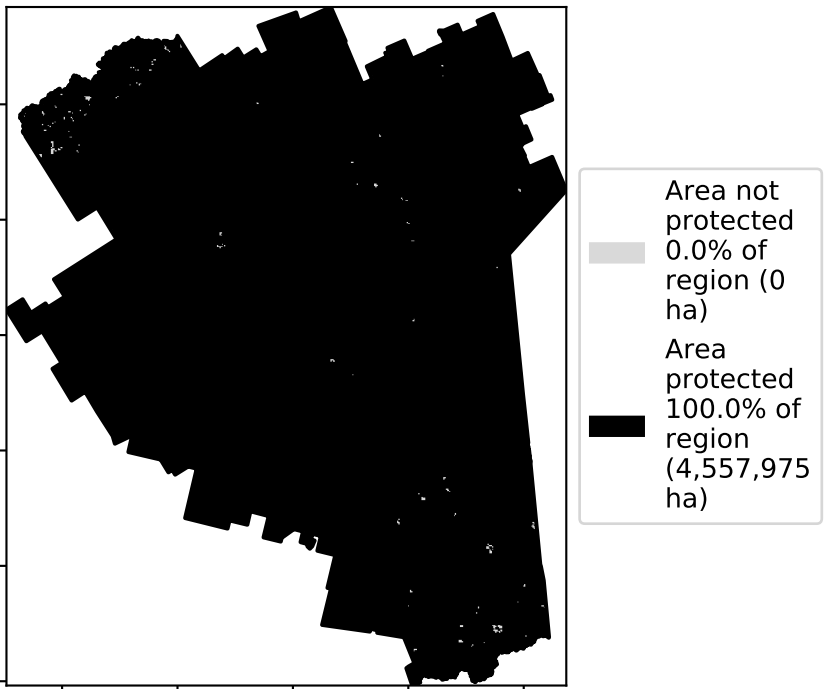 Area not
protected
0.0% of
region (0
ha)
Area
protected
100.0% of
region
(4,557,975
ha)